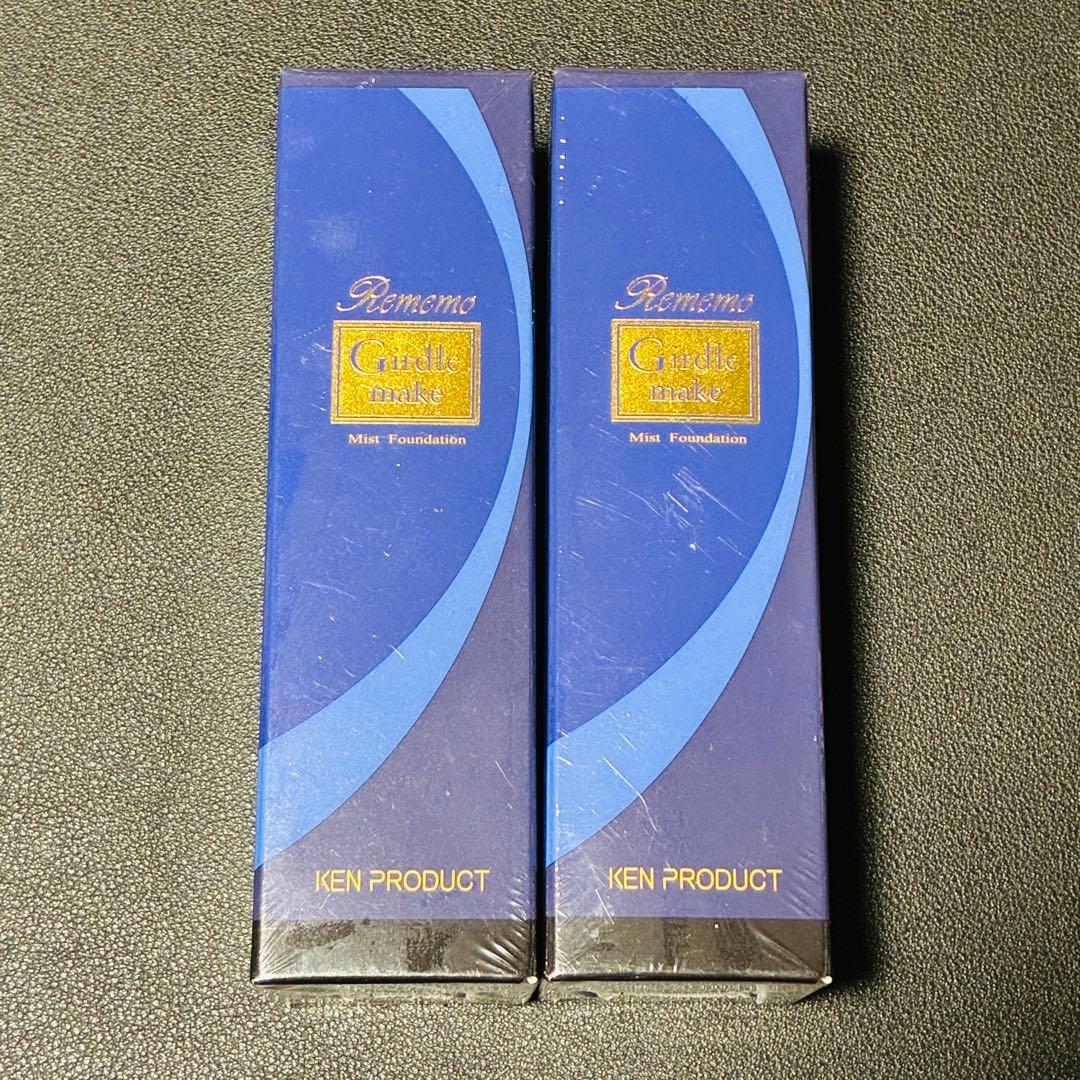 Rememo
Girdle
make
Mist Foundation
KEN PRODUCT
Rememo
Girdle
make
Mist Foundation
KEN PRODUCT